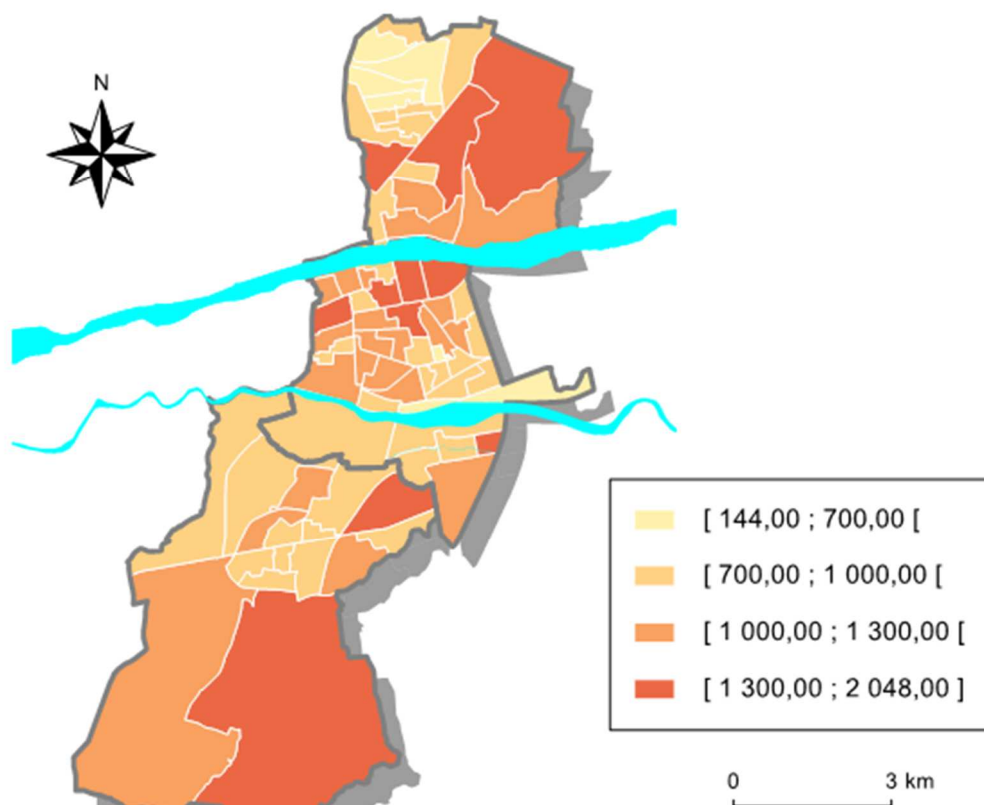 N
[ 144,00 ; 700,00 [
[ 700,00 ; 1 000,00 [
[ 1 000,00 ; 1 300,00 [
[ 1 300,00 ; 2 048,00 ]
0 3 km